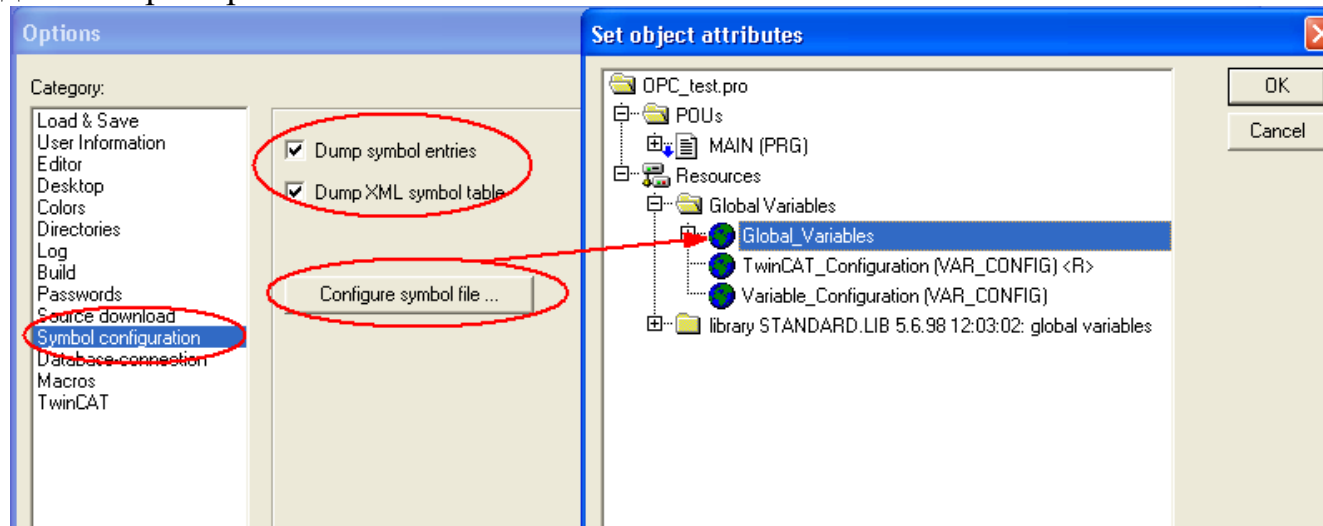 Options
Category:
Load & Save
User Information
Editor
Desktop
Colors
Directories
Log
Build
Passwords
Source download
Symbol configuration
Database-connection
Macros
TwinCAT
Dump symbol entries
Dump XML symbol table
Configure symbol file ...
Set object attributes
OPC_test.pro
POUs
MAIN (PRG)
Resources
Global Variables
Global_Variables
TwinCAT_Configuration (VAR_CONFIG) <R>
Variable_Configuration (VAR_CONFIG)
library STANDARD.LIB 5.6.98 12:03:02: global variables
OK
Cancel